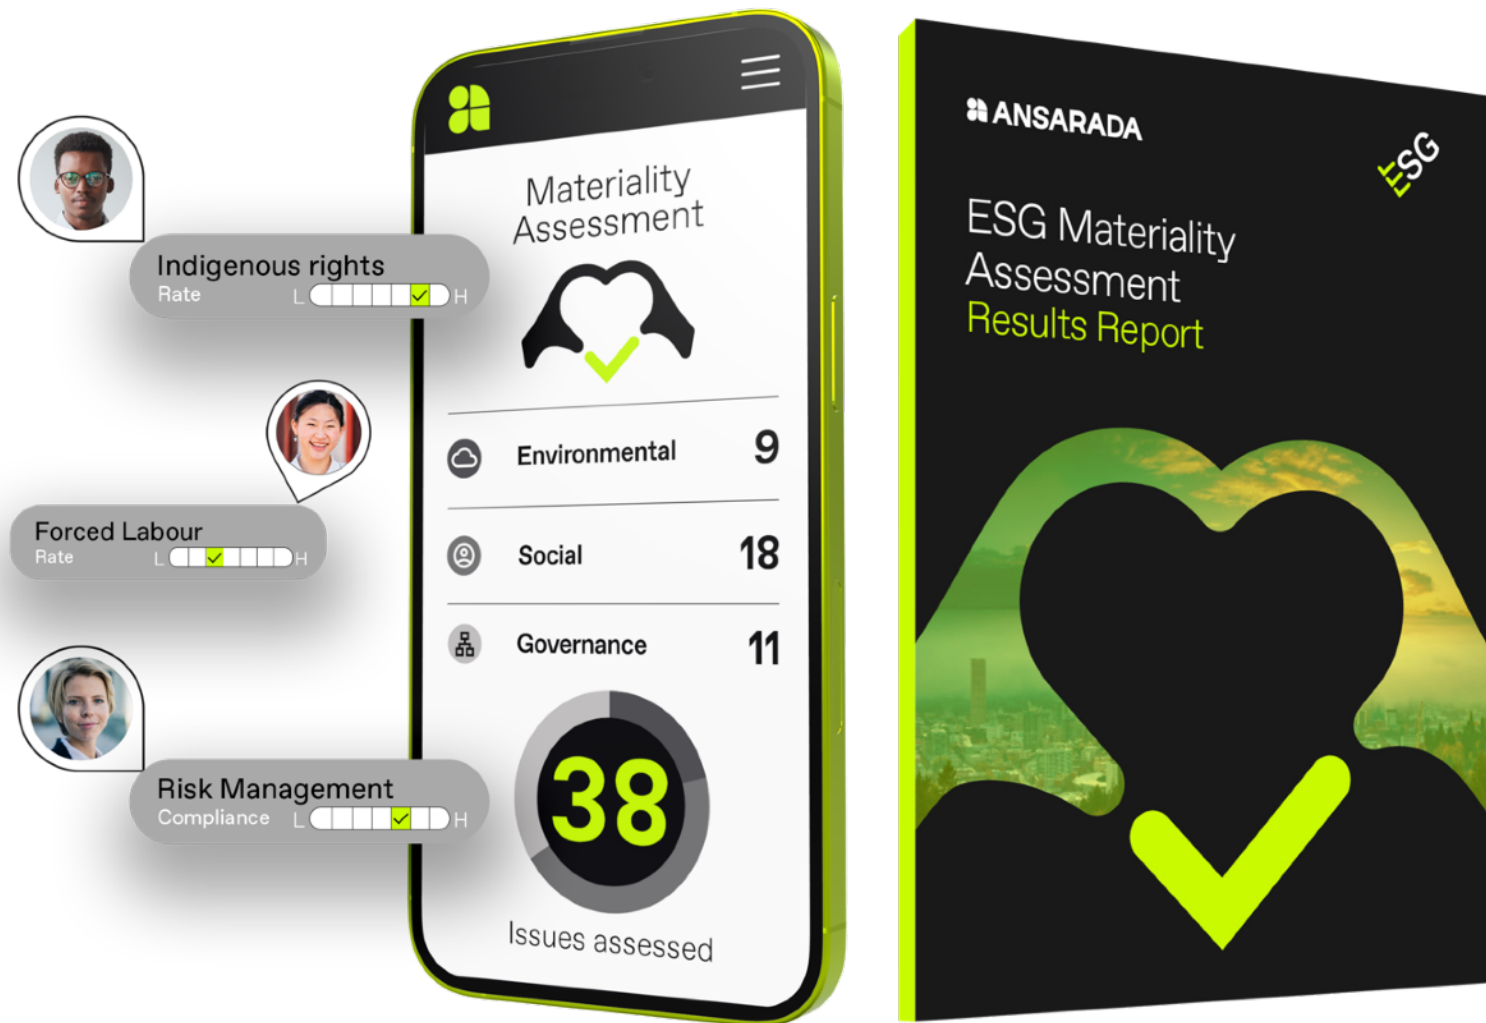 Indigenous rights
Rate L H
Forced Labour
Rate L H
Risk Management
Compliance L H
Materiality
Assessment
Environmental 9
Social 18
Governance 11
38
Issues assessed
ANSARADA
ESG
ESG Materiality
Assessment
Results Report